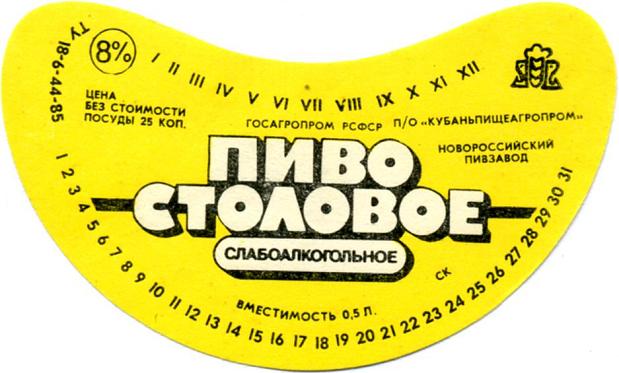 ТУ 18-6-44-85
8%
I II III IV V VI VII VIII IX X XI XII
ЦЕНА
БЕЗ СТОИМОСТИ
ПОСУДЫ 25 КОП.
ГОСАГРОПРОМ РСФСР П/О «КУБАНЬПИЩЕАГРОПРОМ»
НОВОРОССИЙСКИЙ
ПИВЗАВОД
ПИВО
СТОЛОВОЕ
СЛАБОАЛКОГОЛЬНОЕ
СК
ВМЕСТИМОСТЬ 0,5 Л.
1 2 3 4 5 6 7 8 9 10 11 12 13 14 15 16 17 18 19 20 21 22 23 24 25 26 27 28 29 30 31